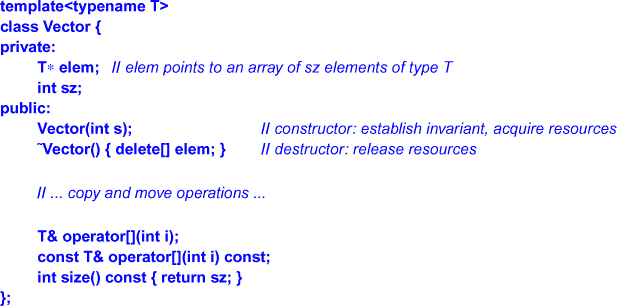 template<typename T>
class Vector {
private:
T∗ elem; // elem points to an array of sz elements of type T
int sz;
public:
Vector(int s); // constructor: establish invariant, acquire resources
~Vector() { delete[] elem; } // destructor: release resources
// ... copy and move operations ...
T& operator[](int i);
const T& operator[](int i) const;
int size() const { return sz; }
};